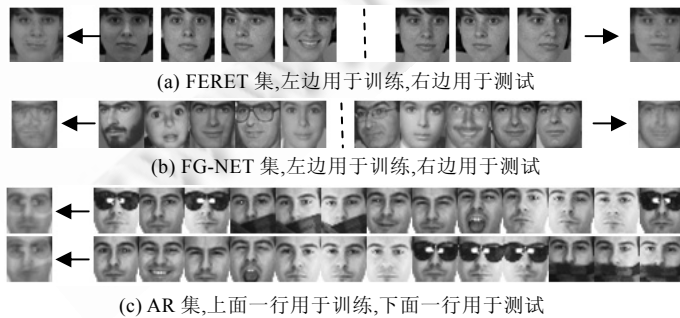 (a) FERET 集,左边用于训练,右边用于测试
(b) FG-NET 集,左边用于训练,右边用于测试
(c) AR 集,上面一行用于训练,下面一行用于测试